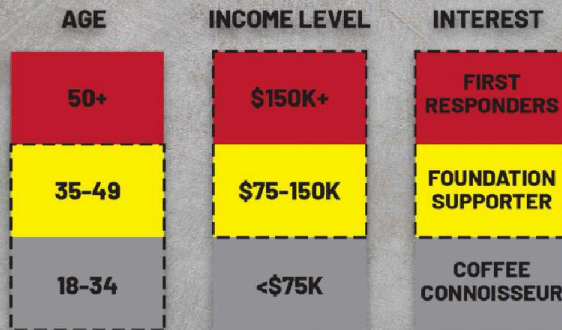 AGE
INCOME LEVEL
INTEREST
50+
$150K+
FIRST
RESPONDERS
35-49
$75-150K
FOUNDATION
SUPPORTER
18-34
<$75K
COFFEE
CONNOISSEUR